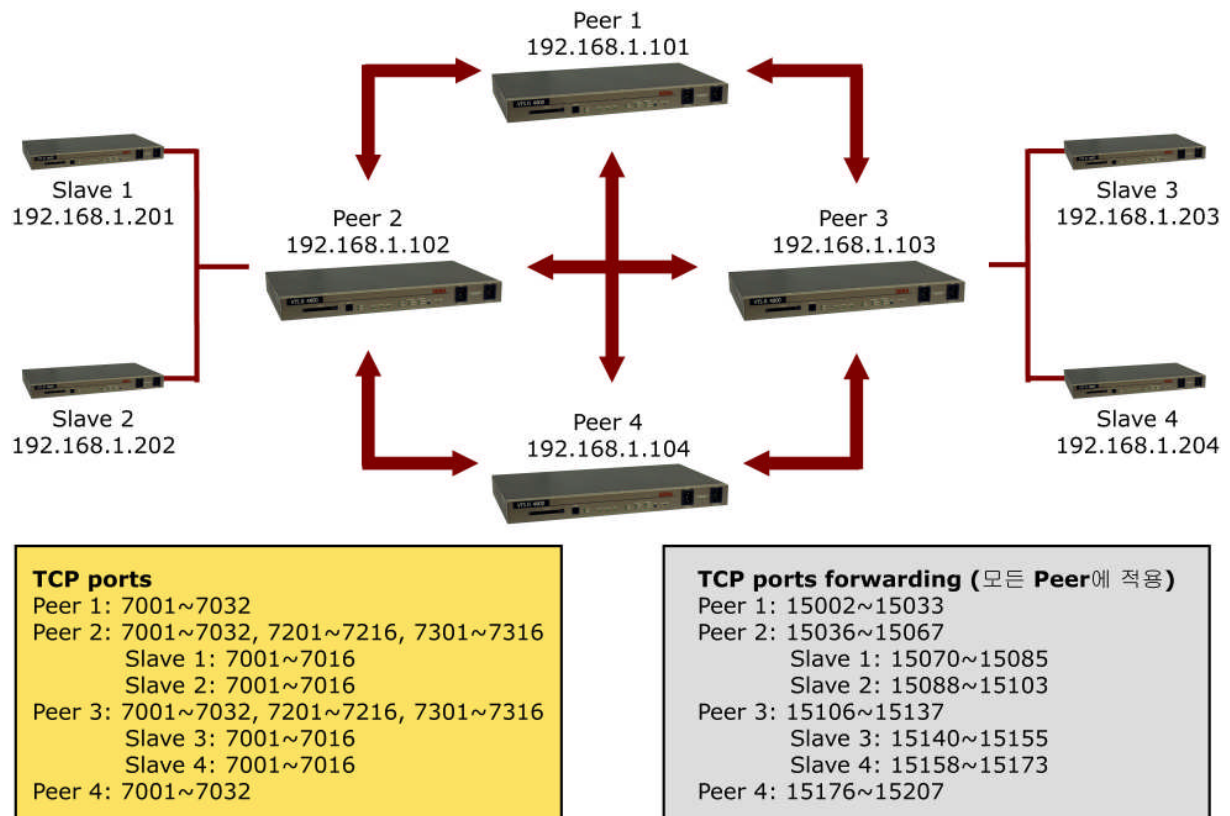 Peer 1
192.168.1.101
Slave 1
192.168.1.201
Peer 2
192.168.1.102
Peer 3
192.168.1.103
Slave 3
192.168.1.203
Slave 2
192.168.1.202
Peer 4
192.168.1.104
Slave 4
192.168.1.204
TCP ports
Peer 1: 7001~7032
Peer 2: 7001~7032, 7201~7216, 7301~7316
Slave 1: 7001~7016
Slave 2: 7001~7016
Peer 3: 7001~7032, 7201~7216, 7301~7316
Slave 3: 7001~7016
Slave 4: 7001~7016
Peer 4: 7001~7032
TCP ports forwarding (모든 Peer에 적용)
Peer 1: 15002~15033
Peer 2: 15036~15067
Slave 1: 15070~15085
Slave 2: 15088~15103
Peer 3: 15106~15137
Slave 3: 15140~15155
Slave 4: 15158~15173
Peer 4: 15176~15207